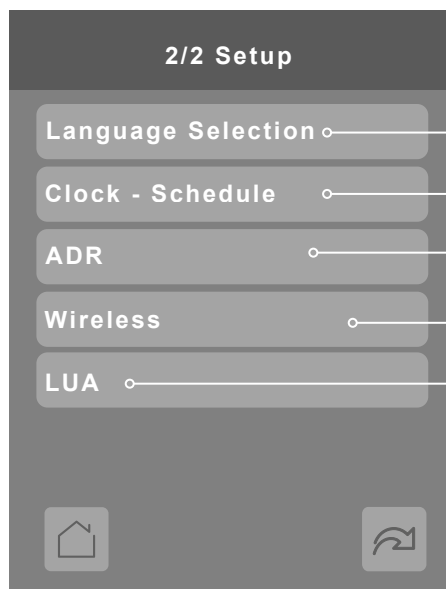 2/2 Setup
Language Selection
Clock - Schedule
ADR
Wireless
LUA